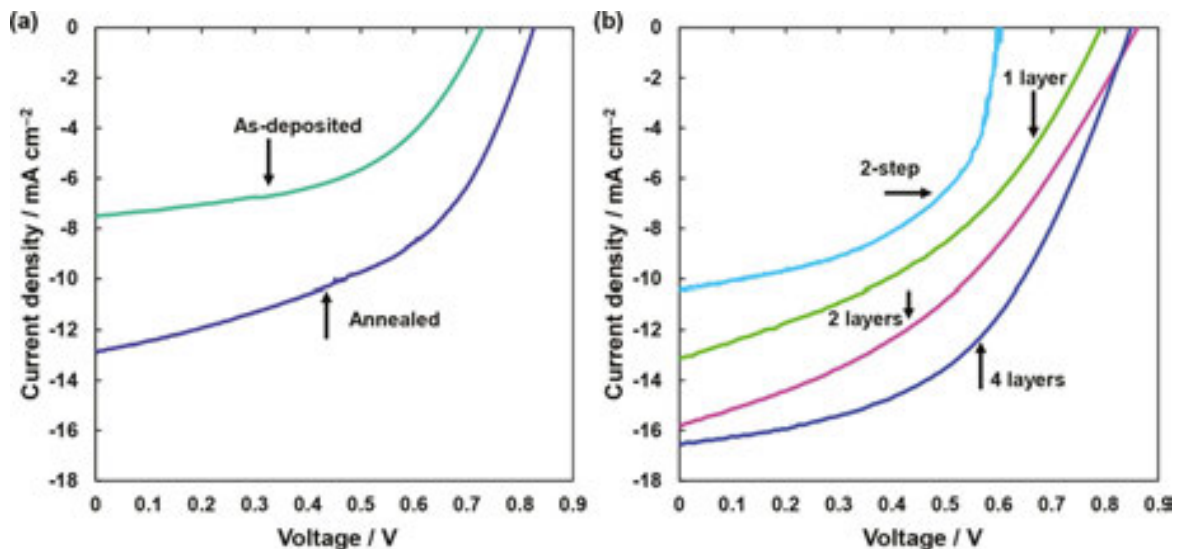 (a)
0
-2
-4
-6
-8
-10
-12
-14
-16
-18
Current density / mA cm⁻²
As-deposited
Annealed
0 0.1 0.2 0.3 0.4 0.5 0.6 0.7 0.8 0.9
Voltage / V
(b)
0
-2
-4
-6
-8
-10
-12
-14
-16
-18
Current density / mA cm⁻²
1 layer
2-step
2 layers
4 layers
0 0.1 0.2 0.3 0.4 0.5 0.6 0.7 0.8 0.9
Voltage / V